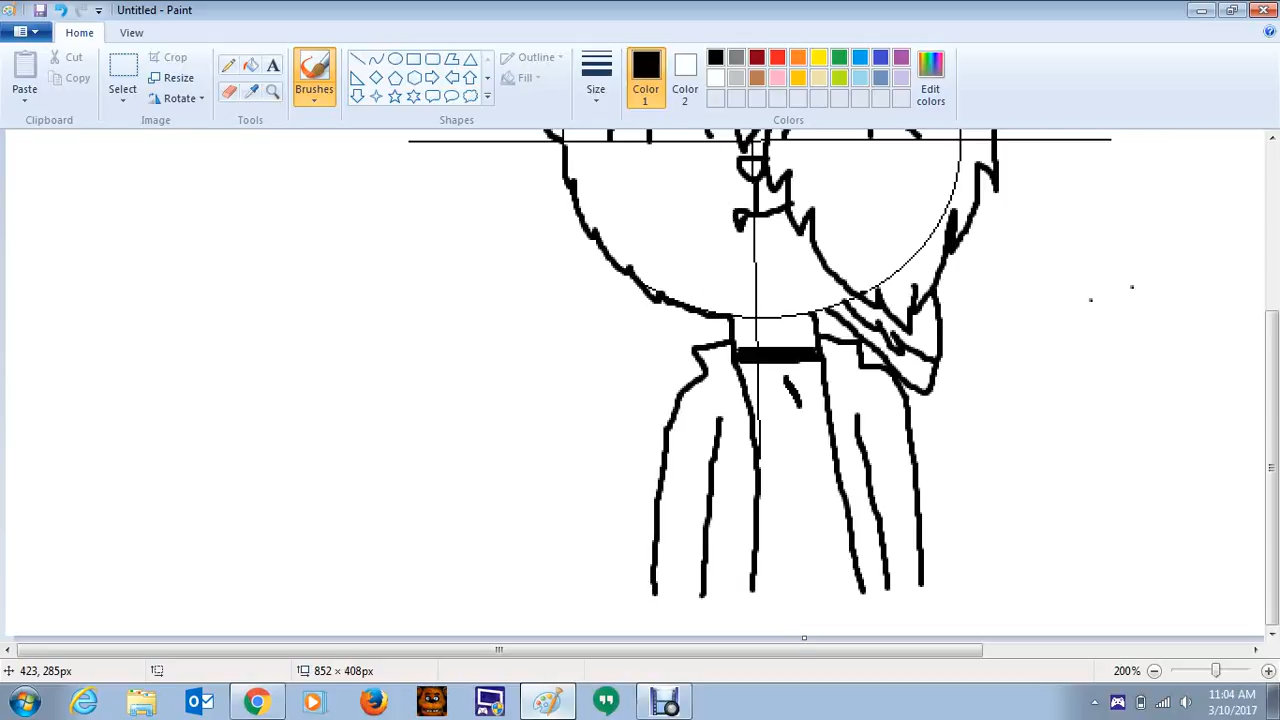 Untitled - Paint
Home View
Paste
Cut
Copy
Select
Crop
Resize
Rotate
A
Brushes
Outline
Fill
Size
Color 1
Color 2
Edit colors
Clipboard
Image
Tools
Shapes
Colors
423, 285px
852 × 408px
200%
11:04 AM
3/10/2017